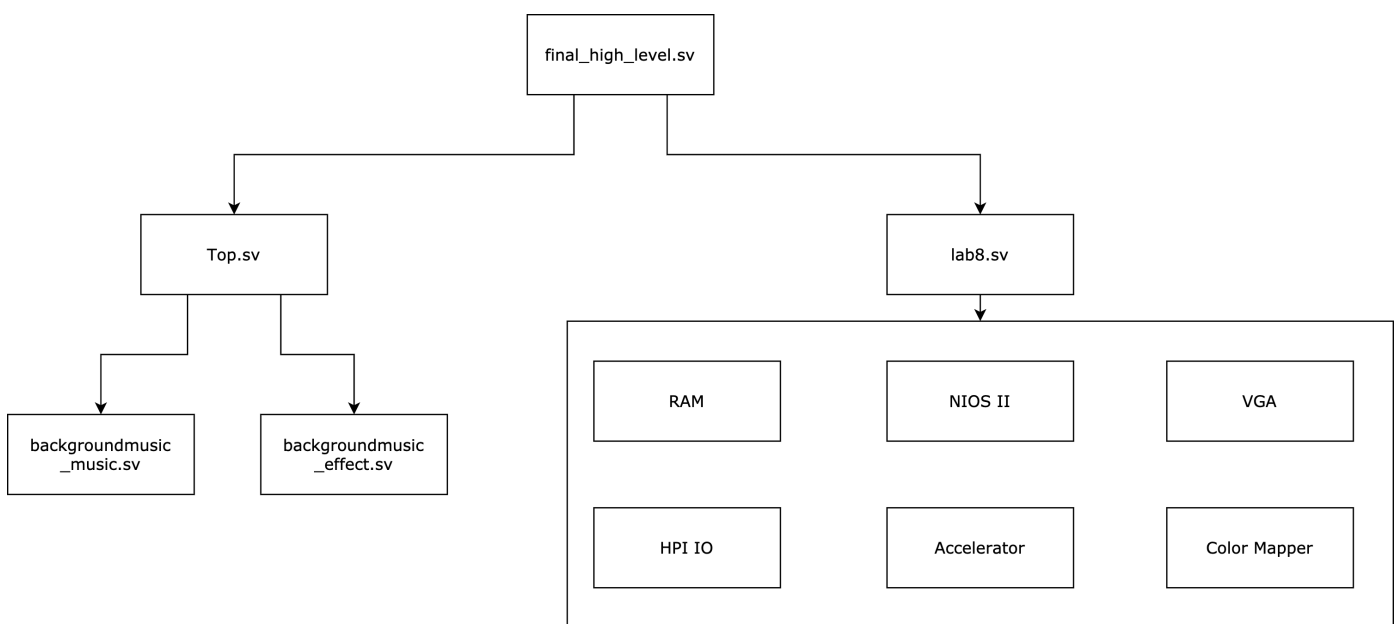 final_high_level.sv
Top.sv
lab8.sv
RAM
NIOS II
VGA
backgroundmusic
_music.sv
backgroundmusic
_effect.sv
HPI IO
Accelerator
Color Mapper